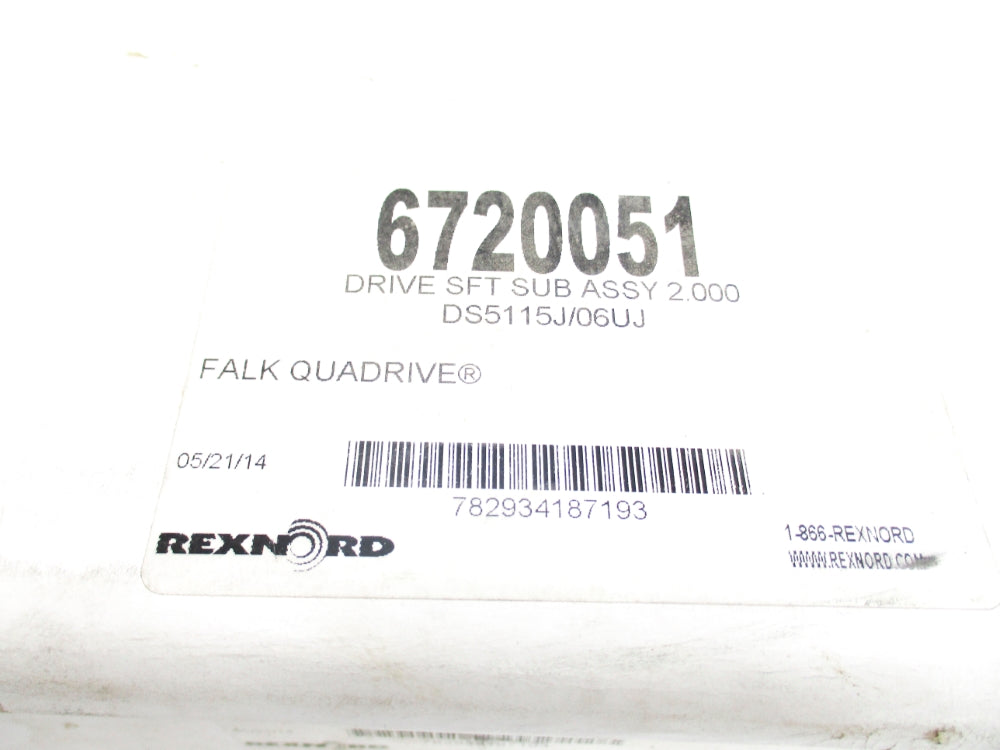 6720051
DRIVE SFT SUB ASSY 2.000
DS5115J/06UJ
FALK QUADRIVE®
05/21/14
782934187193
REXNORD
1-866-REXNORD
WWW.REXNORD.COM
REXNORD